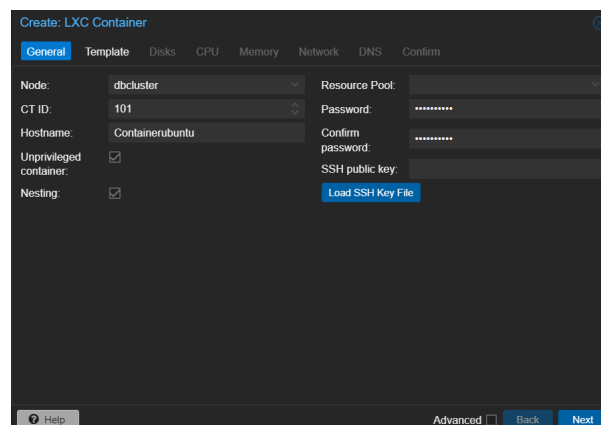 Create: LXC Container
General Template Disks CPU Memory Network DNS Confirm
Node: dbcluster
CT ID: 101
Hostname: Containerubuntu
Unprivileged container:
Nesting:
Resource Pool:
Password: ••••••••••
Confirm password: ••••••••••
SSH public key:
Load SSH Key File
Help
Advanced
Back
Next